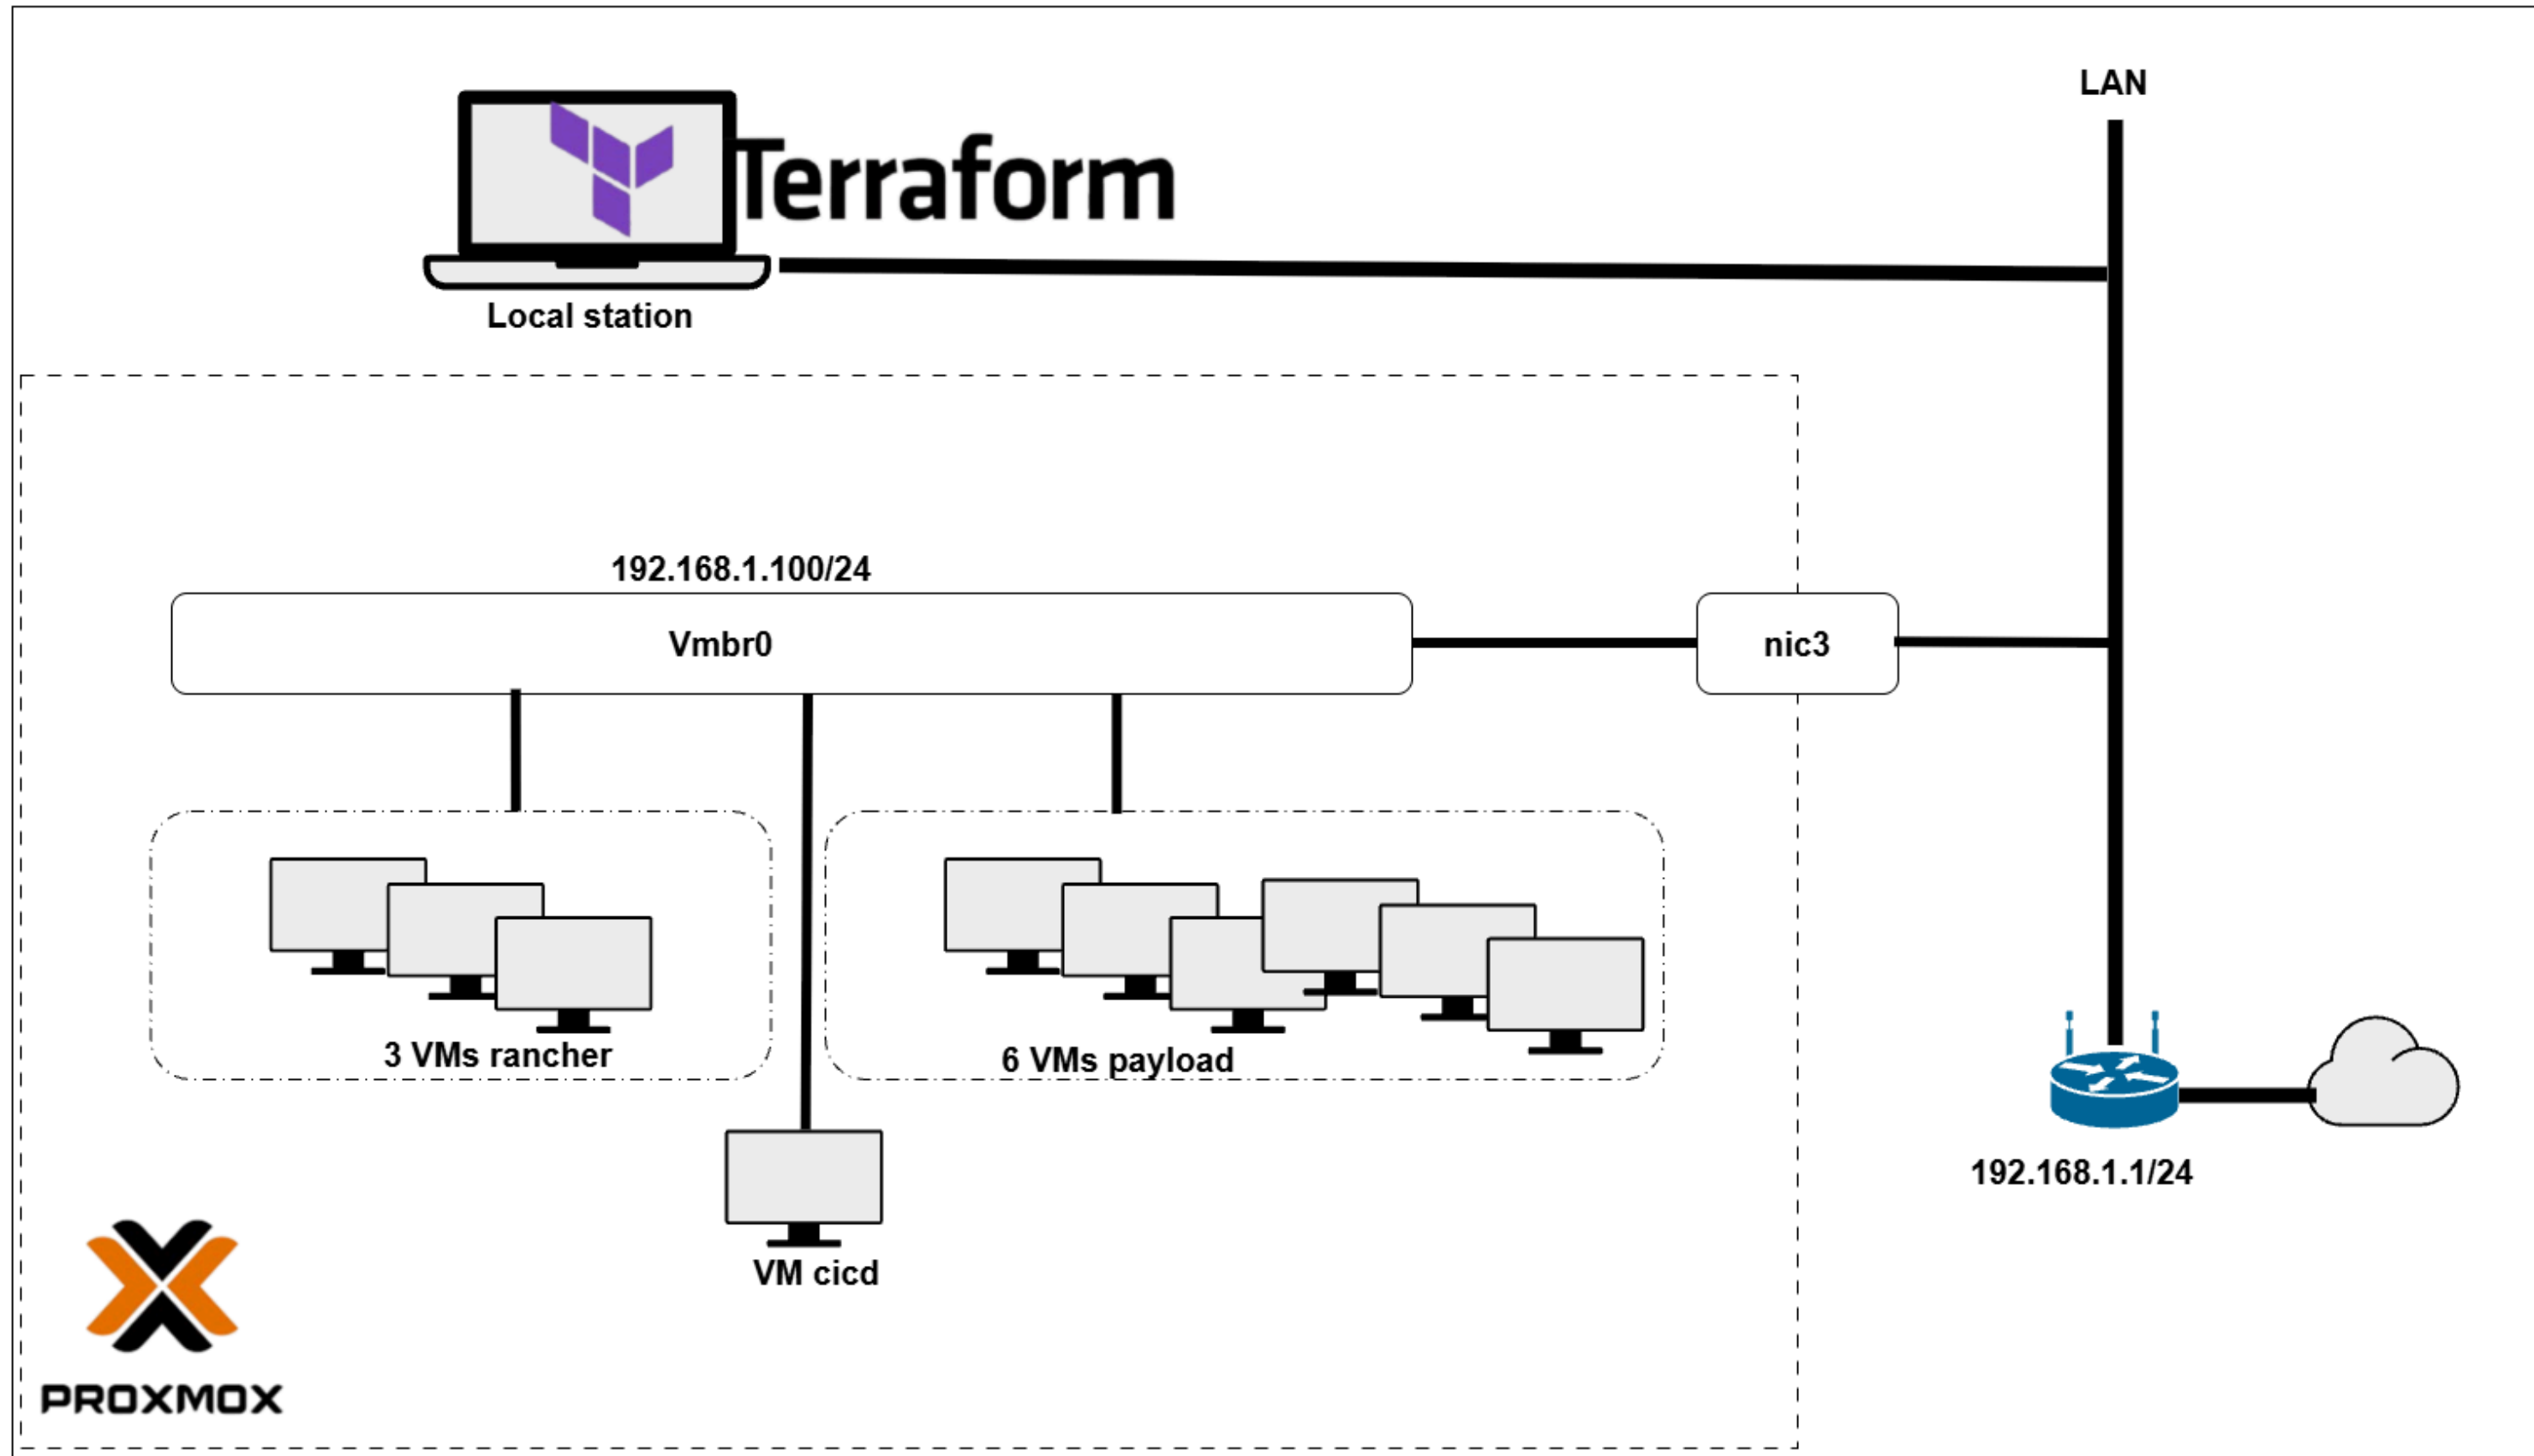 LAN
Terraform
Local station
192.168.1.100/24
Vmbr0
nic3
3 VMs rancher
6 VMs payload
192.168.1.1/24
VM cicd
PROXMOX